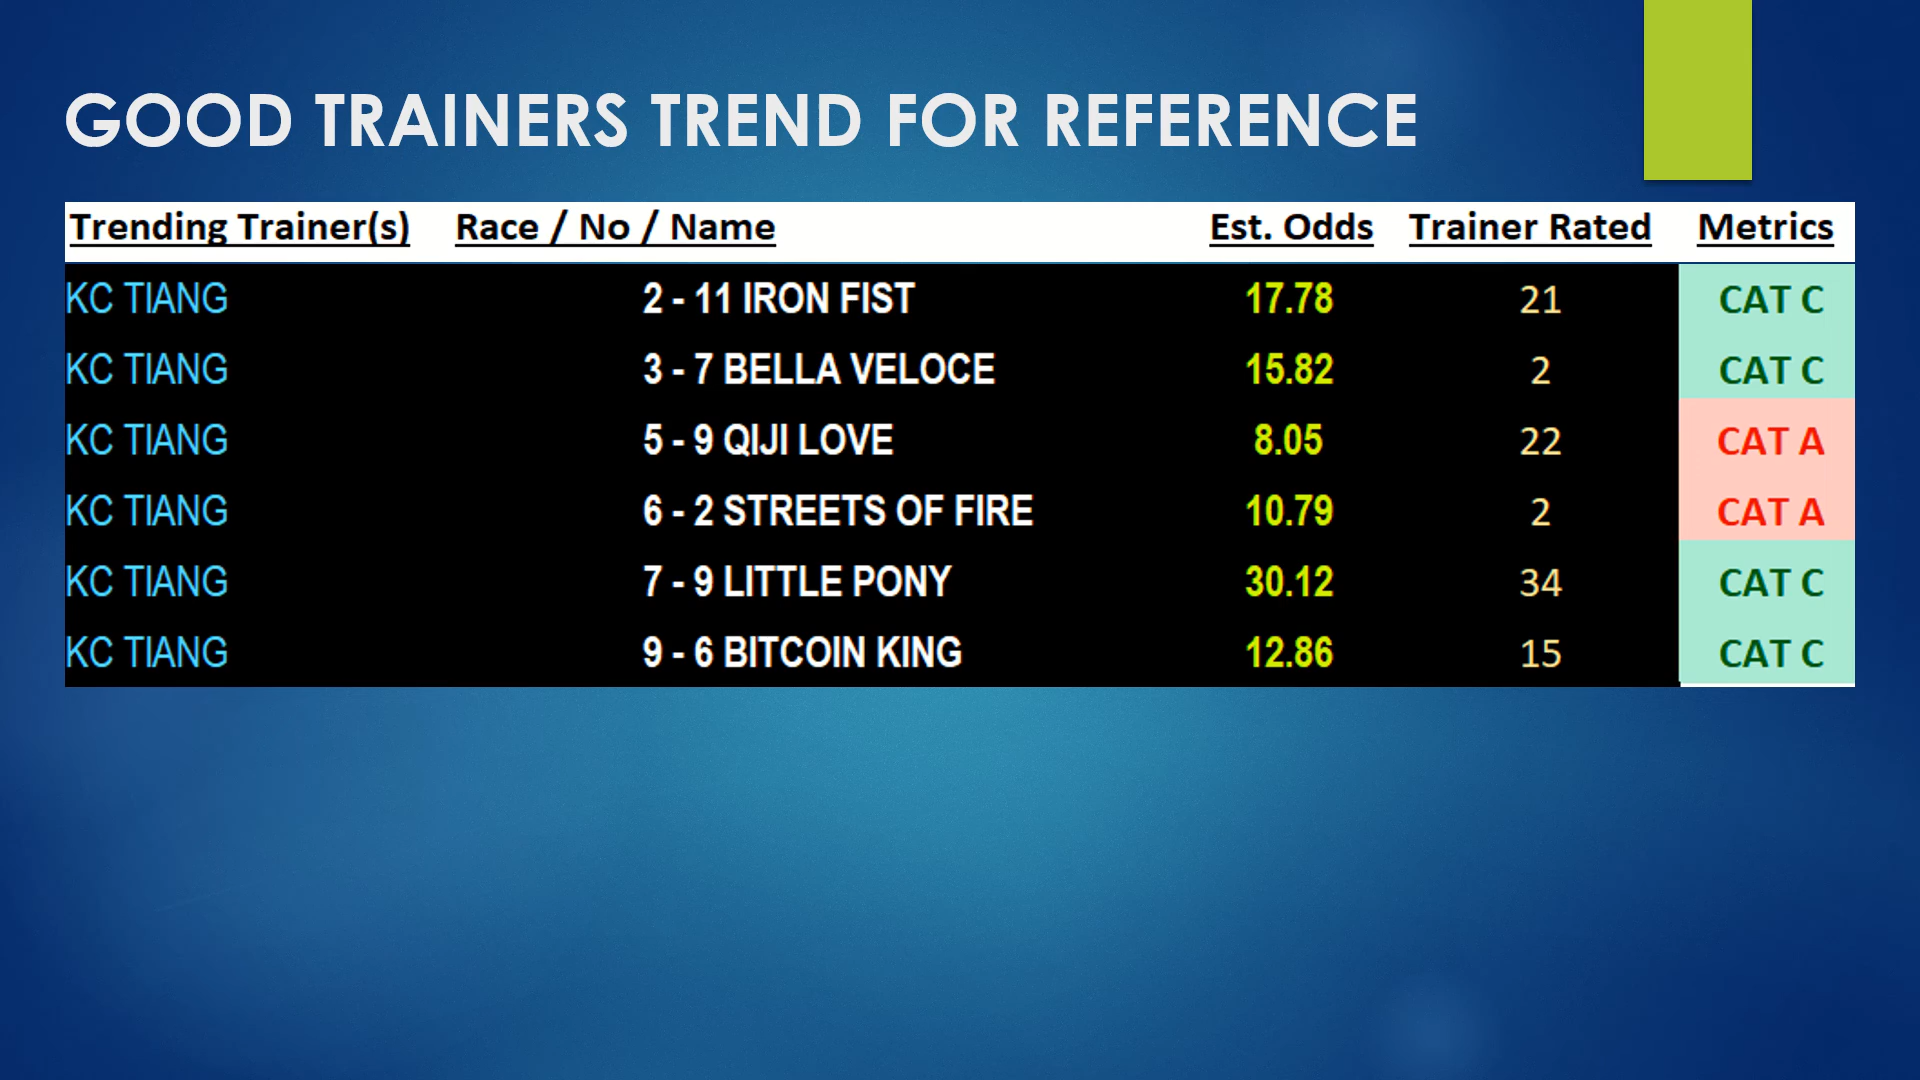 GOOD TRAINERS TREND FOR REFERENCE
Trending Trainer(s) Race / No / Name Est. Odds Trainer Rated Metrics
KC TIANG 2 - 11 IRON FIST 17.78 21 CAT C
KC TIANG 3 - 7 BELLA VELOCE 15.82 2 CAT C
KC TIANG 5 - 9 QIJI LOVE 8.05 22 CAT A
KC TIANG 6 - 2 STREETS OF FIRE 10.79 2 CAT A
KC TIANG 7 - 9 LITTLE PONY 30.12 34 CAT C
KC TIANG 9 - 6 BITCOIN KING 12.86 15 CAT C